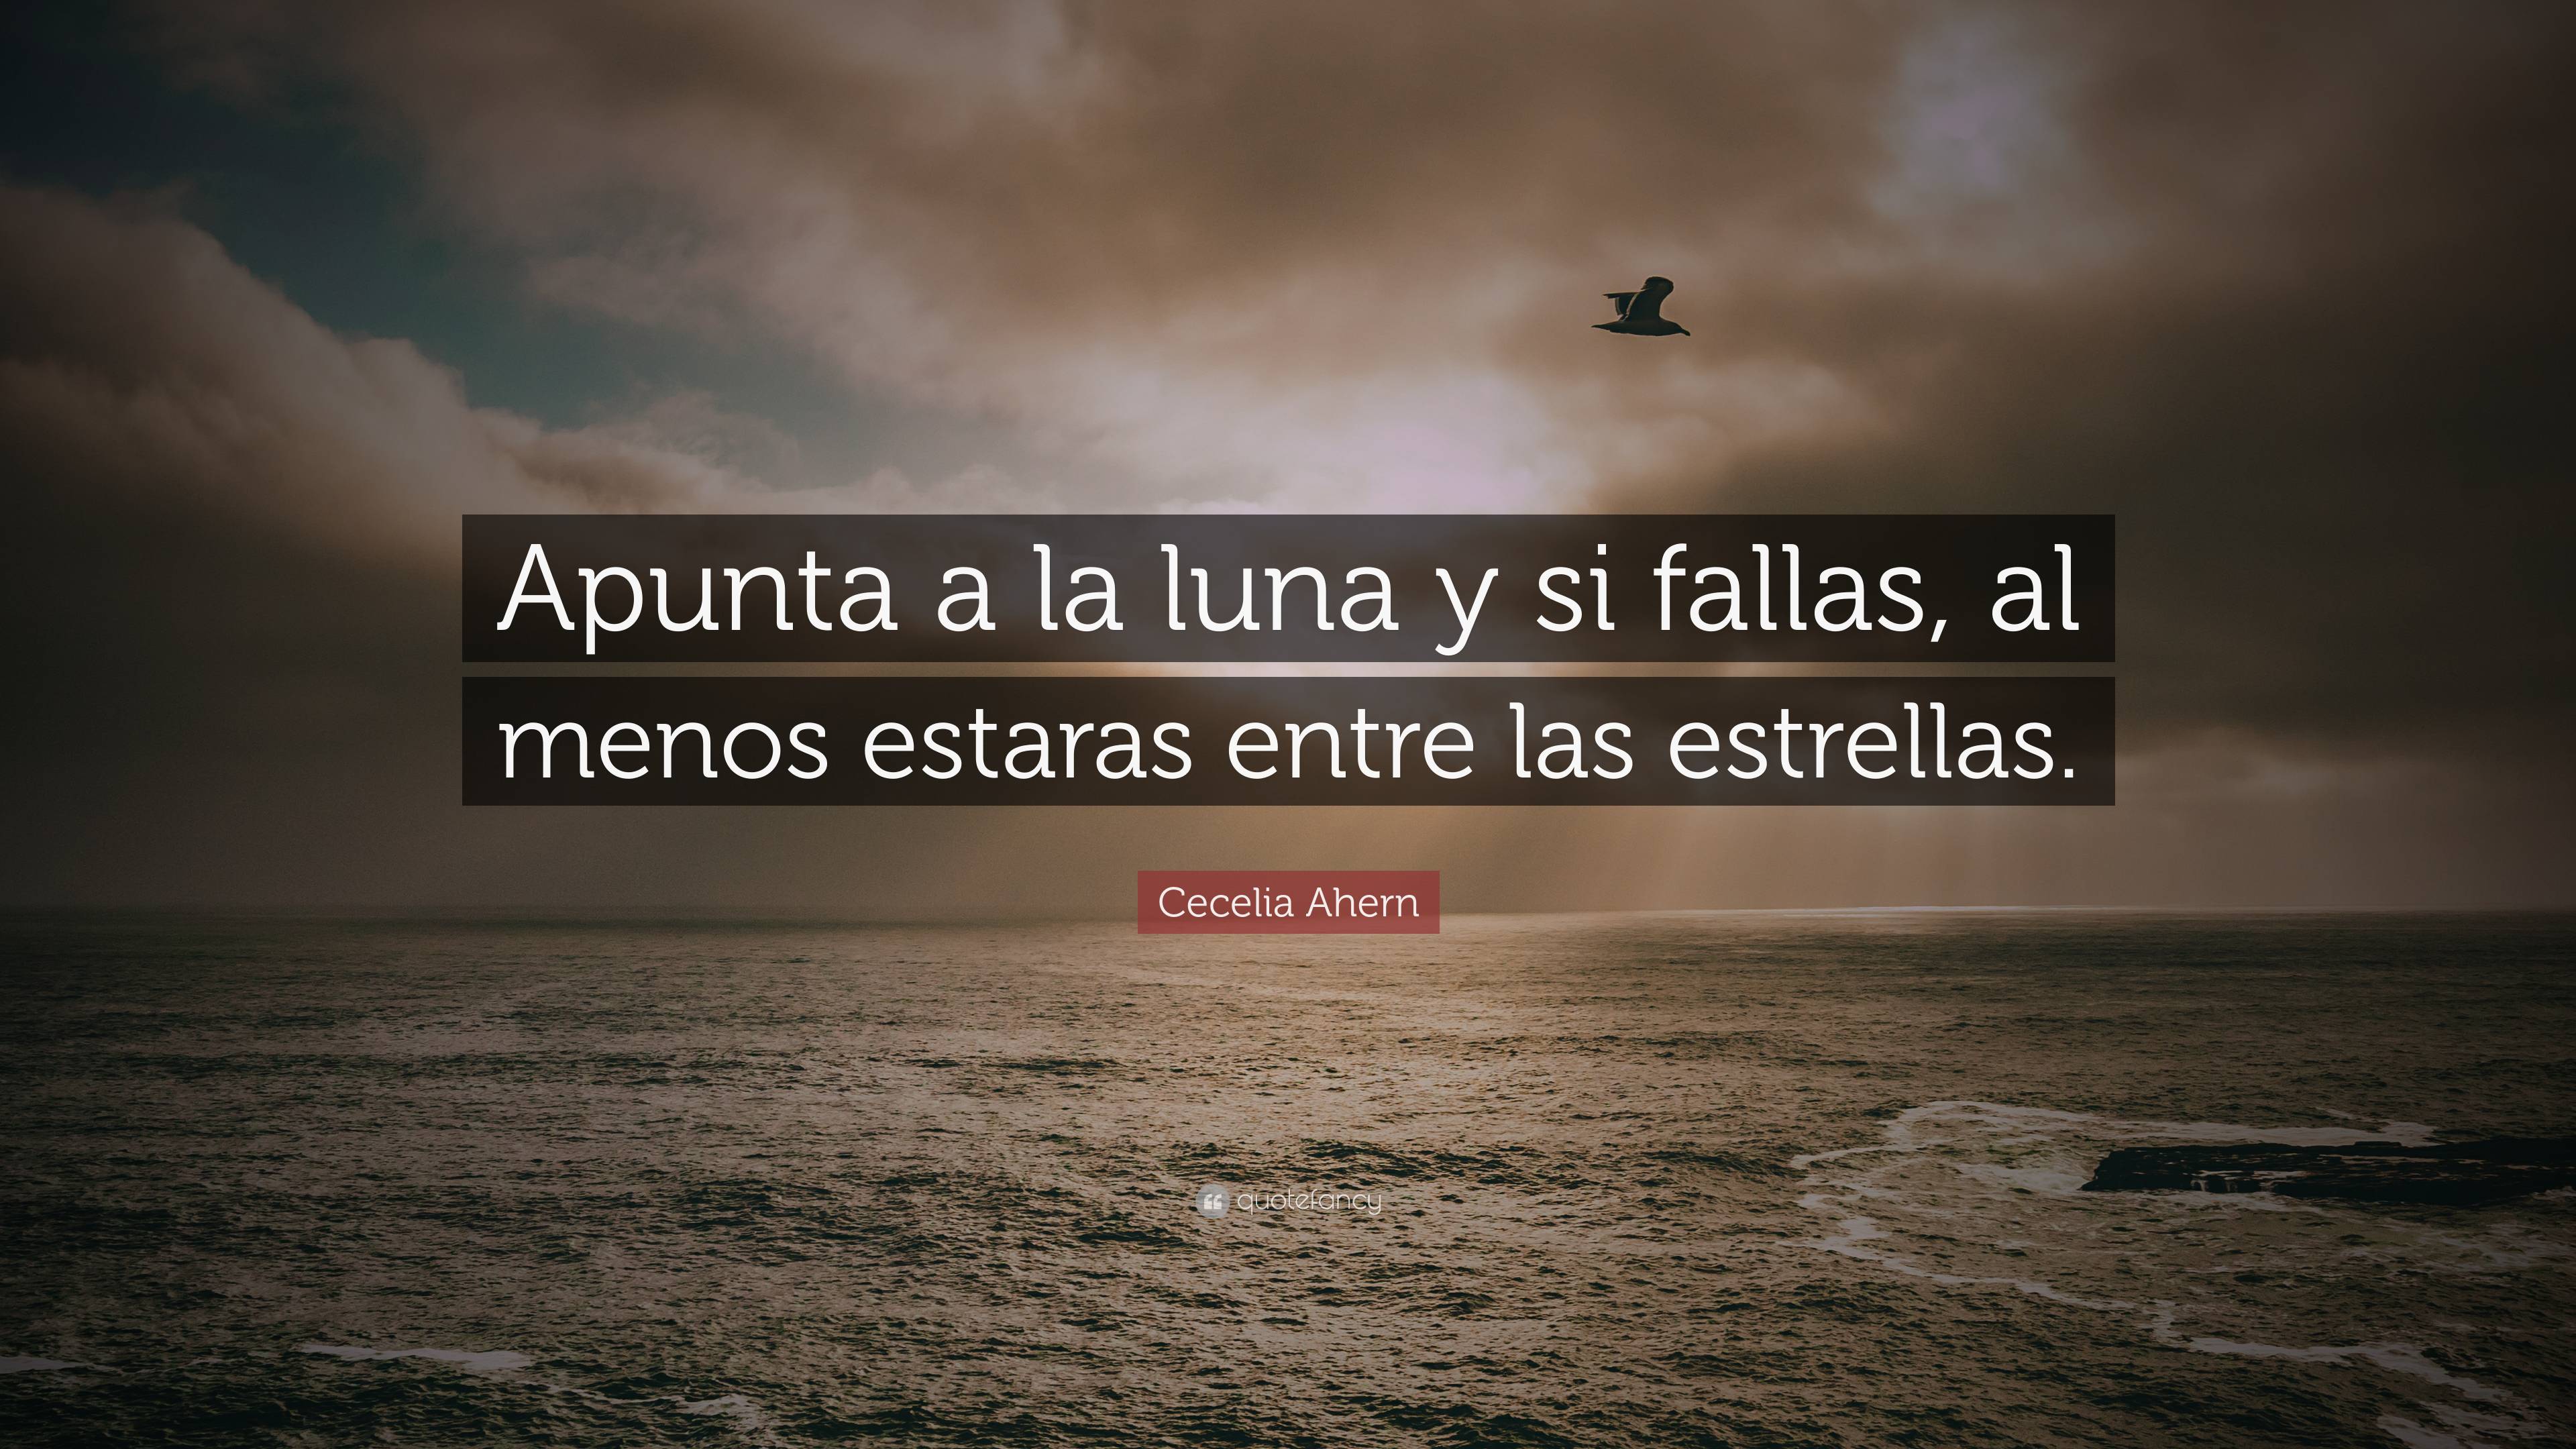 Apunta a la luna y si fallas, al
menos estaras entre las estrellas.
Cecelia Ahern
quotefancy